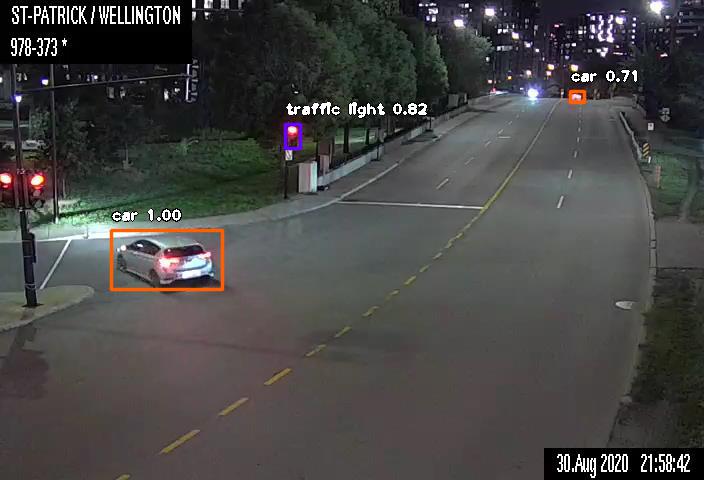 ST-PATRICK / WELLINGTON
978-373 *
car 0.71
traffic light 0.82
car 1.00
30.Aug 2020 21:58:42